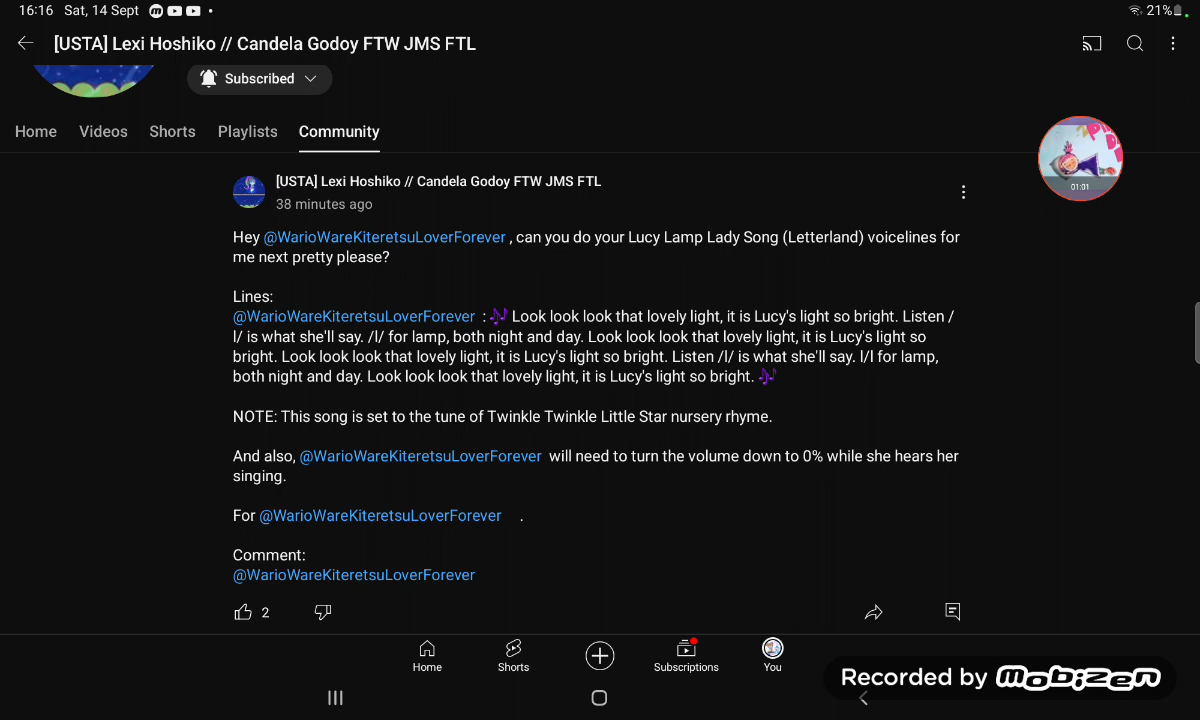 16:16 Sat, 14 Sept
21%
[USTA] Lexi Hoshiko // Candela Godoy FTW JMS FTL
Subscribed
Home Videos Shorts Playlists Community
[USTA] Lexi Hoshiko // Candela Godoy FTW JMS FTL
38 minutes ago
Hey @WarioWareKiteretsuLoverForever , can you do your Lucy Lamp Lady Song (Letterland) voicelines for
me next pretty please?
Lines:
@WarioWareKiteretsuLoverForever : 🎶 Look look look that lovely light, it is Lucy's light so bright. Listen /
l/ is what she'll say. /l/ for lamp, both night and day. Look look look that lovely light, it is Lucy's light so
bright. Look look look that lovely light, it is Lucy's light so bright. Listen /l/ is what she'll say. l/l for lamp,
both night and day. Look look look that lovely light, it is Lucy's light so bright. 🎶
NOTE: This song is set to the tune of Twinkle Twinkle Little Star nursery rhyme.
And also, @WarioWareKiteretsuLoverForever will need to turn the volume down to 0% while she hears her
singing.
For @WarioWareKiteretsuLoverForever .
Comment:
@WarioWareKiteretsuLoverForever
2
01:01
Home Shorts Subscriptions You
Recorded by Mobizen